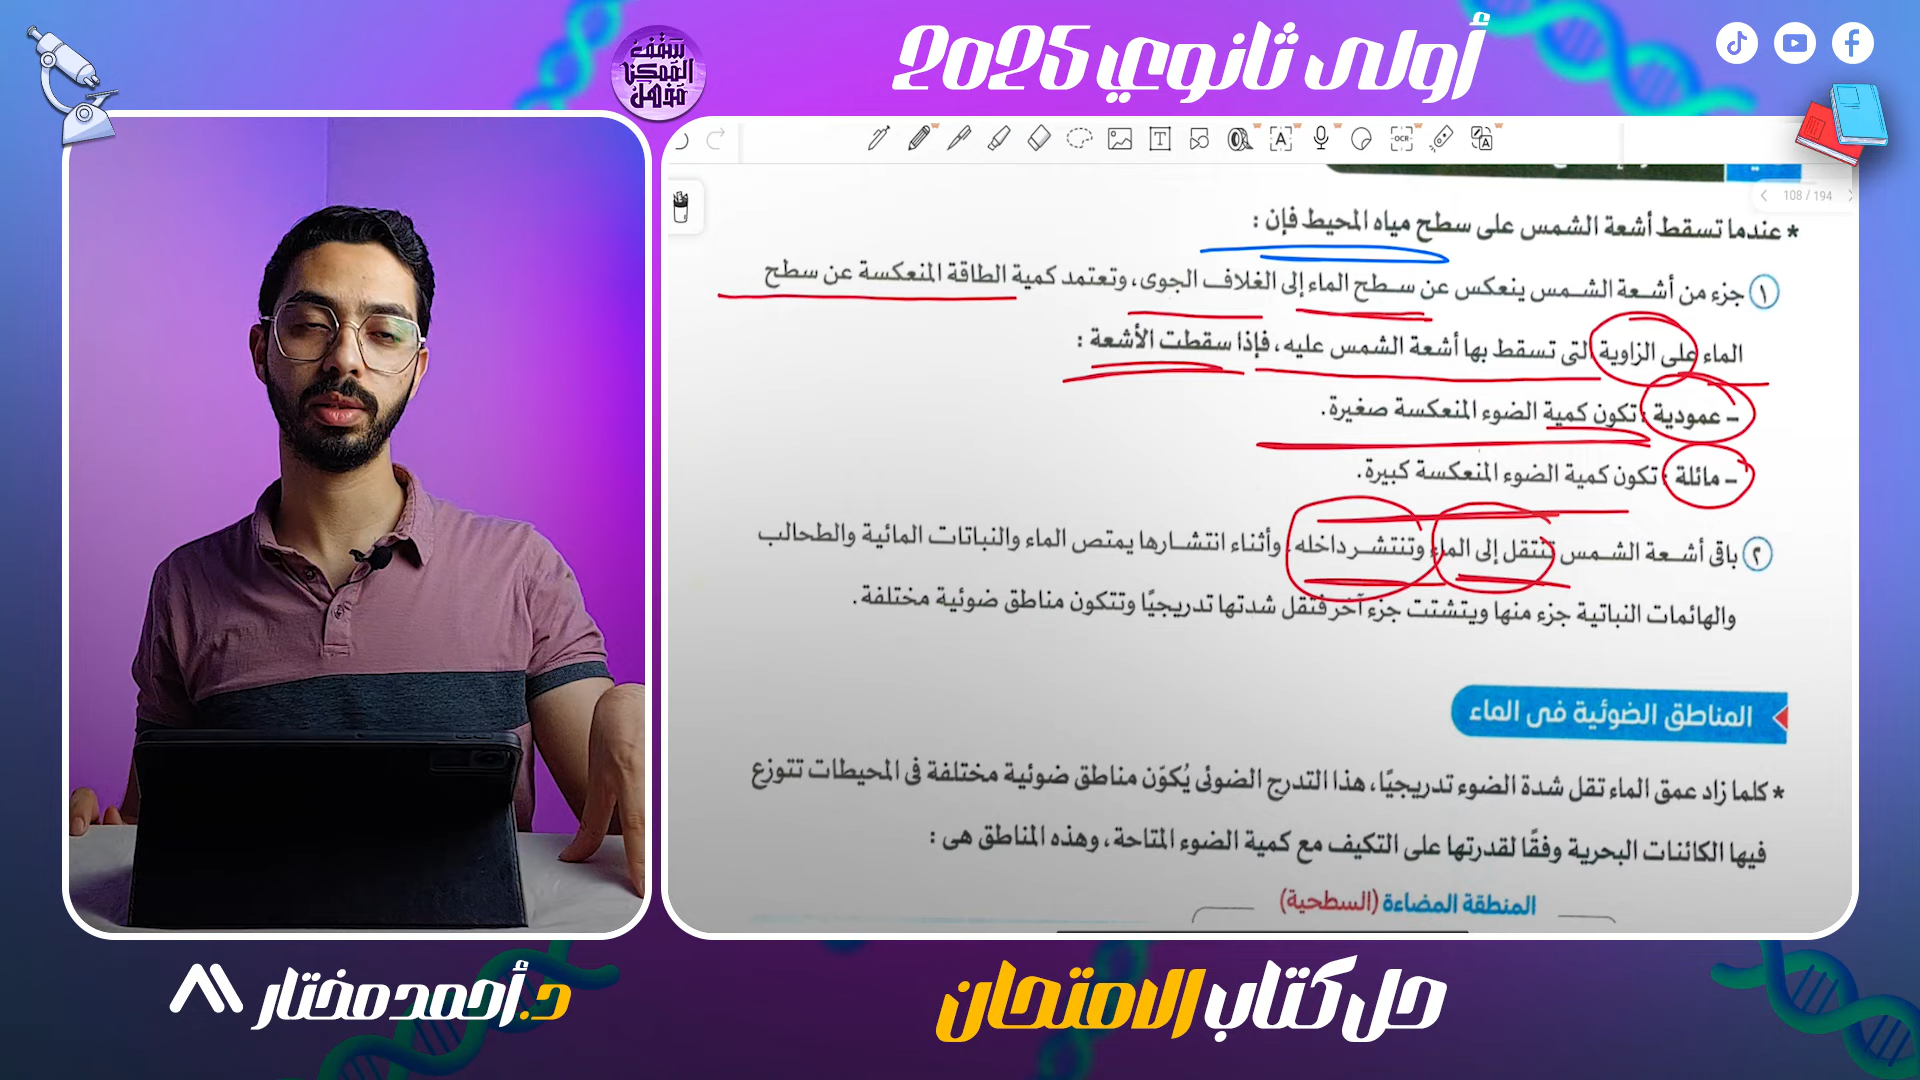 أولى ثانوي 2025
سقف
الممكن
مذهل
108 / 194
* عندما تسقط أشعة الشمس على سطح مياه المحيط فإن :
١ جزء من أشعة الشمس ينعكس عن سطح الماء إلى الغلاف الجوى، وتعتمد كمية الطاقة المنعكسة عن سطح
الماء على الزاوية التى تسقط بها أشعة الشمس عليه، فإذا سقطت الأشعة :
- عمودية : تكون كمية الضوء المنعكسة صغيرة.
- مائلة : تكون كمية الضوء المنعكسة كبيرة.
٢ باقى أشعة الشمس تنتقل إلى الماء وتنتشر داخله، وأثناء انتشارها يمتص الماء والنباتات المائية والطحالب
والهائمات النباتية جزء منها ويتشتت جزء آخر فتقل شدتها تدريجيًا وتتكون مناطق ضوئية مختلفة.
المناطق الضوئية فى الماء
* كلما زاد عمق الماء تقل شدة الضوء تدريجيًا، هذا التدرج الضوئى يُكوّن مناطق ضوئية مختلفة فى المحيطات تتوزع
فيها الكائنات البحرية وفقًا لقدرتها على التكيف مع كمية الضوء المتاحة، وهذه المناطق هى :
المنطقة المضاءة (السطحية)
د.أحمد مختار
حل كتاب الامتحان